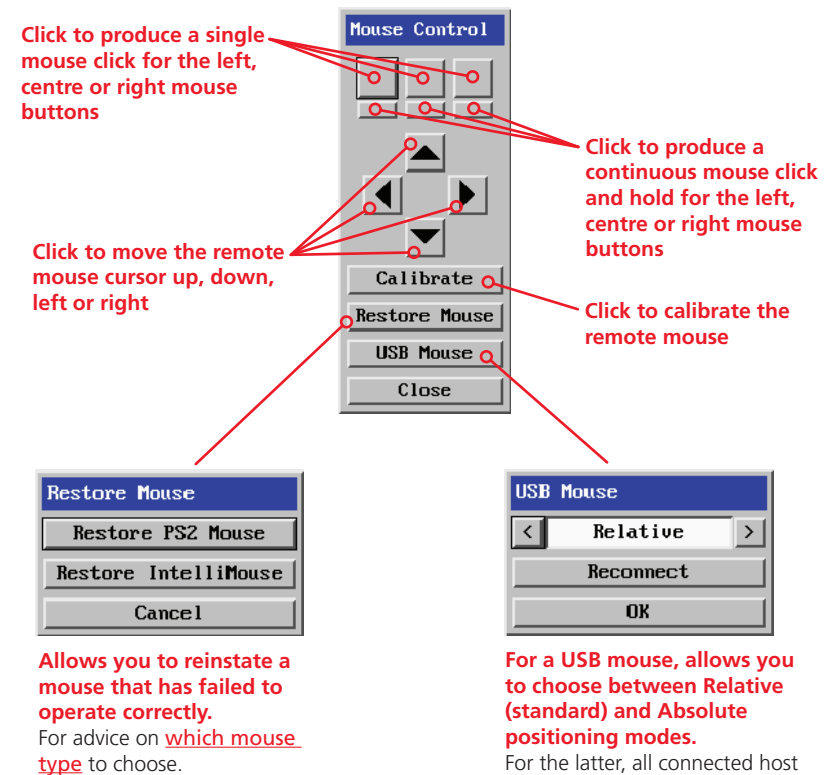 Mouse Control
Click to produce a single
mouse click for the left,
centre or right mouse
buttons
Click to produce a
continuous mouse click
and hold for the left,
centre or right mouse
buttons
Click to move the remote
mouse cursor up, down,
left or right
Calibrate
Restore Mouse
USB Mouse
Close
Click to calibrate the
remote mouse
Restore Mouse
Restore PS2 Mouse
Restore IntelliMouse
Cancel
Allows you to reinstate a
mouse that has failed to
operate correctly.
For advice on which mouse
type to choose.
USB Mouse
< Relative >
Reconnect
OK
For a USB mouse, allows you
to choose between Relative
(standard) and Absolute
positioning modes.
For the latter, all connected host